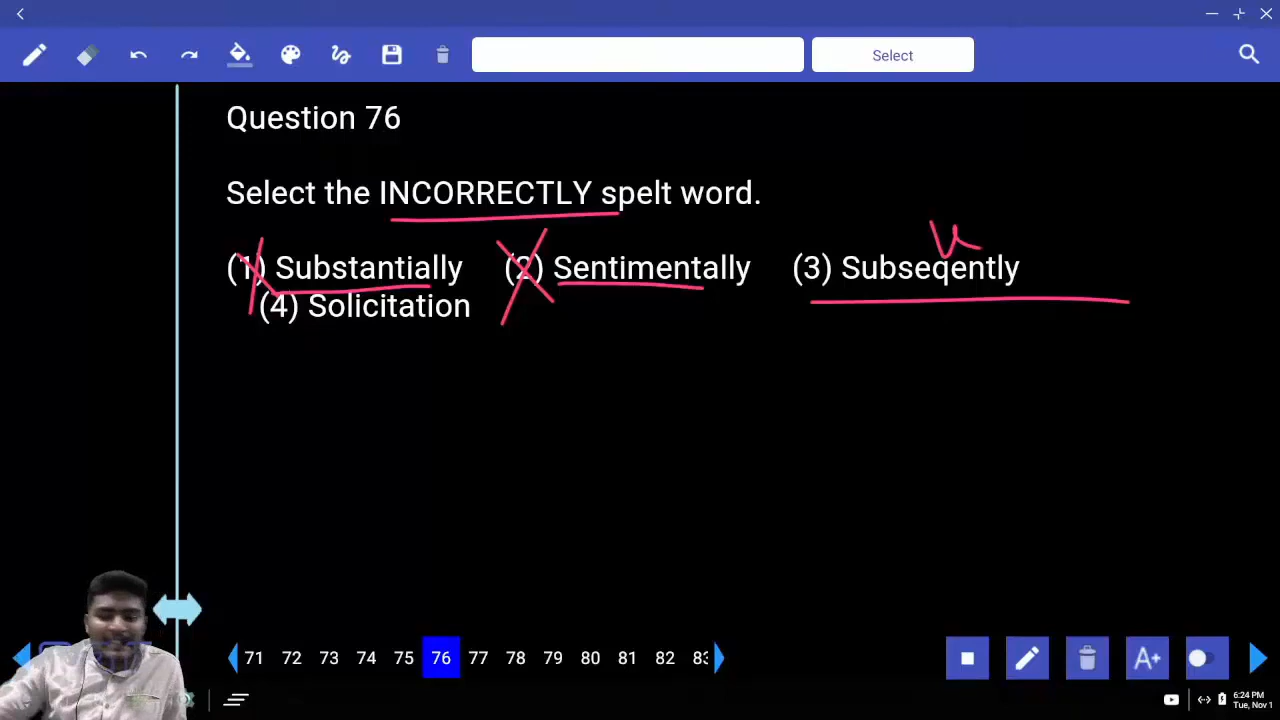 Select
Question 76
Select the INCORRECTLY spelt word.
u
(1) Substantially (2) Sentimentally (3) Subseqently
(4) Solicitation
71 72 73 74 75 76 77 78 79 80 81 82
A+
6:24 PM
Tue, Nov 1